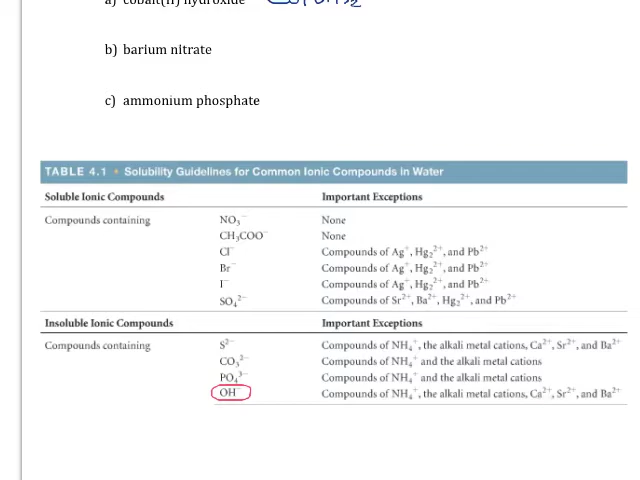 a) cobalt(II) hydroxide
b) barium nitrate
c) ammonium phosphate
TABLE 4.1 • Solubility Guidelines for Common Ionic Compounds in Water
Soluble Ionic Compounds Important Exceptions
Compounds containing NO₃⁻ None
CH₃COO⁻ None
Cl⁻ Compounds of Ag⁺, Hg₂²⁺, and Pb²⁺
Br⁻ Compounds of Ag⁺, Hg₂²⁺, and Pb²⁺
I⁻ Compounds of Ag⁺, Hg₂²⁺, and Pb²⁺
SO₄²⁻ Compounds of Sr²⁺, Ba²⁺, Hg₂²⁺, and Pb²⁺
Insoluble Ionic Compounds Important Exceptions
Compounds containing S²⁻ Compounds of NH₄⁺, the alkali metal cations, Ca²⁺, Sr²⁺, and Ba²⁺
CO₃²⁻ Compounds of NH₄⁺ and the alkali metal cations
PO₄³⁻ Compounds of NH₄⁺ and the alkali metal cations
OH⁻ Compounds of NH₄⁺, the alkali metal cations, Ca²⁺, Sr²⁺, and Ba²⁺